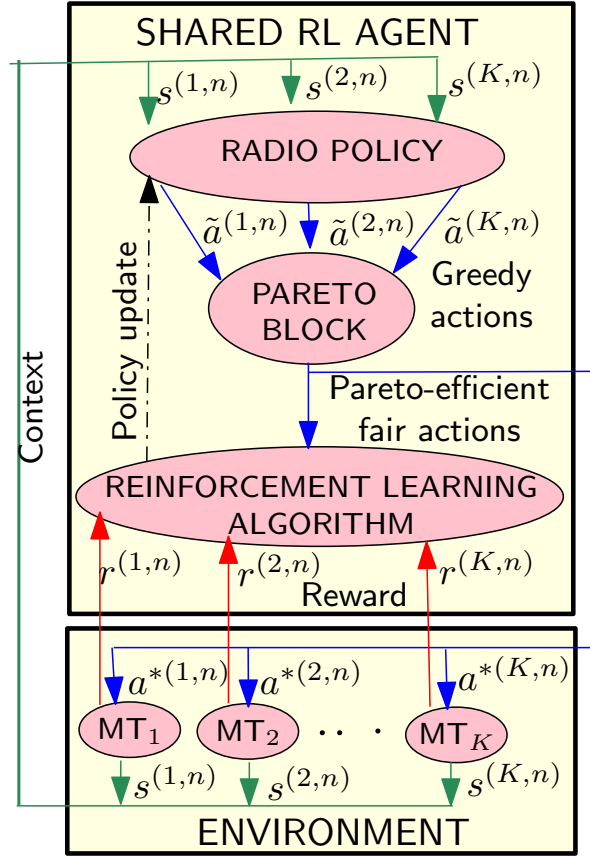 SHARED RL AGENT
s^{(1,n)} s^{(2,n)} s^{(K,n)}
RADIO POLICY
ã^{(1,n)} ã^{(2,n)} ã^{(K,n)}
Greedy
actions
PARETO
BLOCK
Policy update
Context
Pareto-efficient
fair actions
REINFORCEMENT LEARNING
ALGORITHM
r^{(1,n)} r^{(2,n)} r^{(K,n)}
Reward
a^{*(1,n)} a^{*(2,n)} a^{*(K,n)}
MT_1 MT_2 · · · MT_K
s^{(1,n)} s^{(2,n)} s^{(K,n)}
ENVIRONMENT